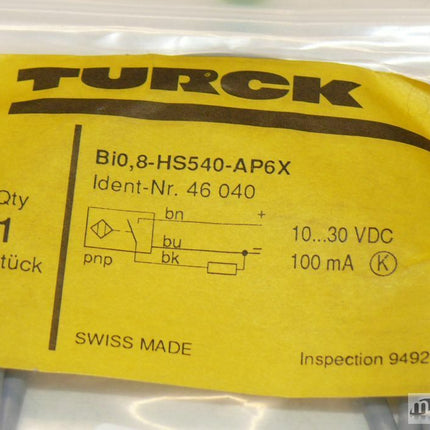 TURCK
Bi0,8-HS540-AP6X
Ident-Nr. 46 040
Qty
1
Stück
bn +
bu
bk
pnp
10...30 VDC
100 mA K
SWISS MADE
Inspection 9492